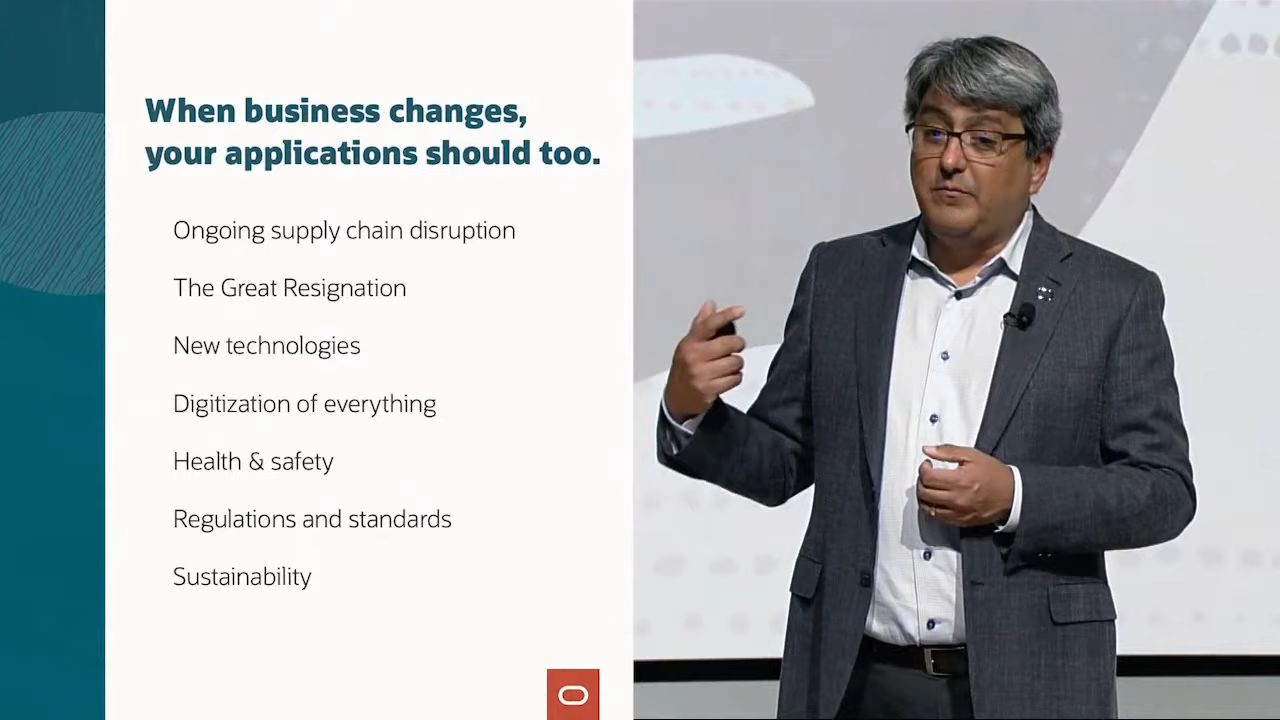 When business changes,
your applications should too.
Ongoing supply chain disruption
The Great Resignation
New technologies
Digitization of everything
Health & safety
Regulations and standards
Sustainability